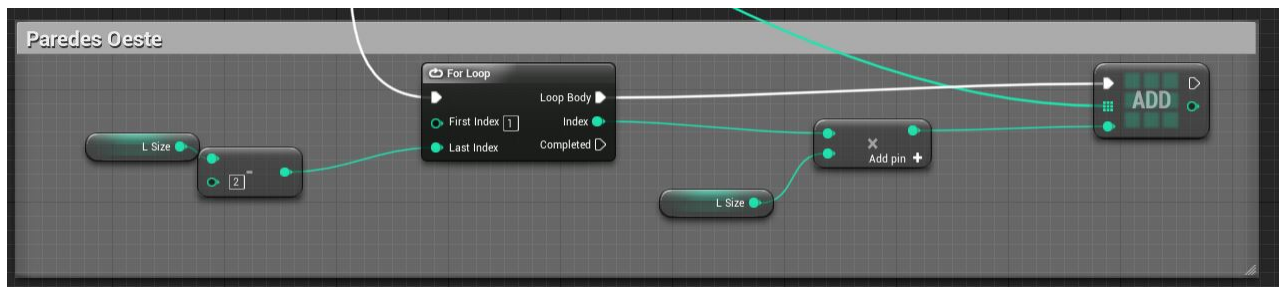 Paredes Oeste
For Loop
Loop Body
First Index 1
Index
Last Index
Completed
L Size
2 -
L Size
×
Add pin +
ADD